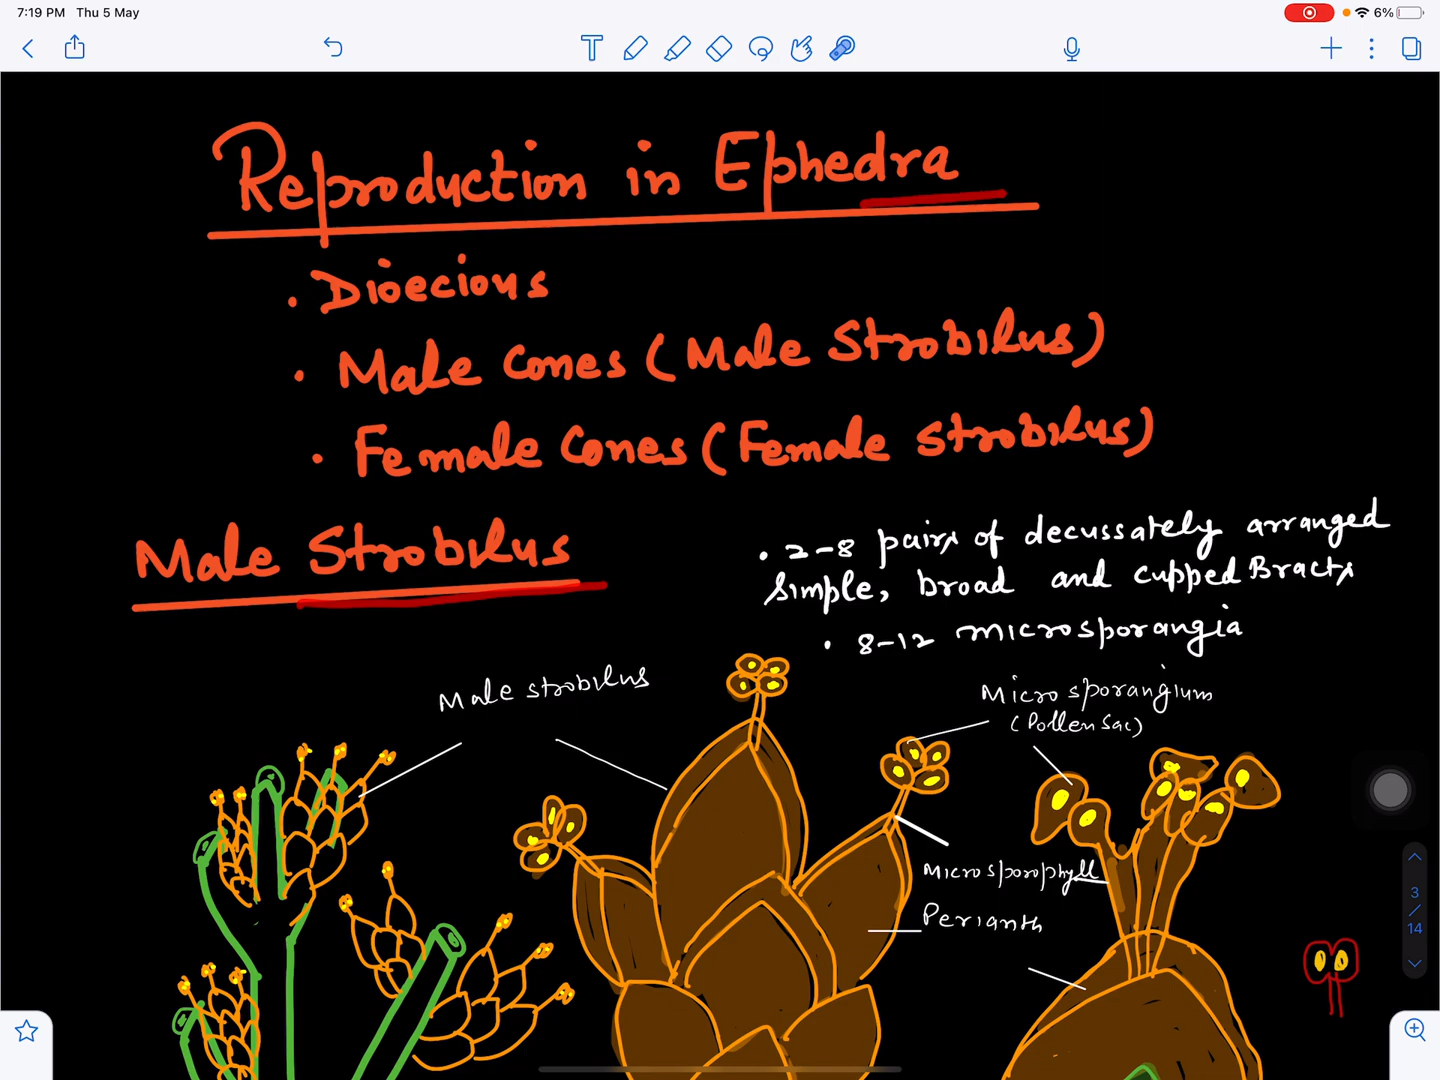 7:19 PM Thu 5 May
6%
Reproduction in Ephedra
• Dioecious
• Male Cones (Male Strobilus)
• Female Cones (Female Strobilus)
Male Strobilus
• 2-8 pairs of decussately arranged
simple, broad and cupped Bracts
• 8-12 microsporangia
Male strobilus
Microsporangium
(Pollen Sac)
Microsporophyll
Perianth
3
/
14